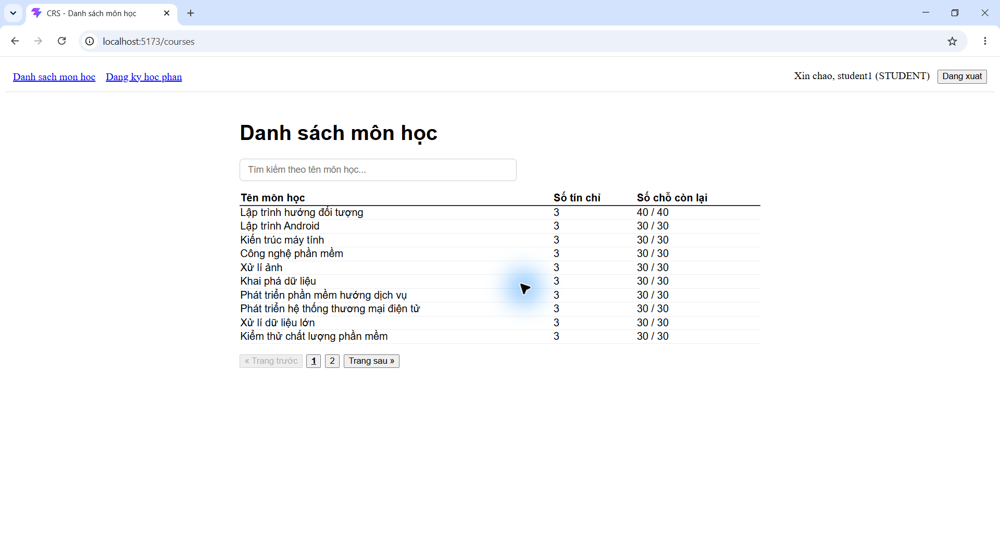 CRS - Danh sách môn học
localhost:5173/courses
Danh sach mon hoc Dang ky hoc phan Xin chao, student1 (STUDENT) Dang xuat
Danh sách môn học
Tìm kiếm theo tên môn học...
Tên môn học Số tín chỉ Số chỗ còn lại
Lập trình hướng đối tượng 3 40 / 40
Lập trình Android 3 30 / 30
Kiến trúc máy tính 3 30 / 30
Công nghệ phần mềm 3 30 / 30
Xử lí ảnh 3 30 / 30
Khai phá dữ liệu 3 30 / 30
Phát triển phần mềm hướng dịch vụ 3 30 / 30
Phát triển hệ thống thương mại điện tử 3 30 / 30
Xử lí dữ liệu lớn 3 30 / 30
Kiểm thử chất lượng phần mềm 3 30 / 30
« Trang trước 1 2 Trang sau »